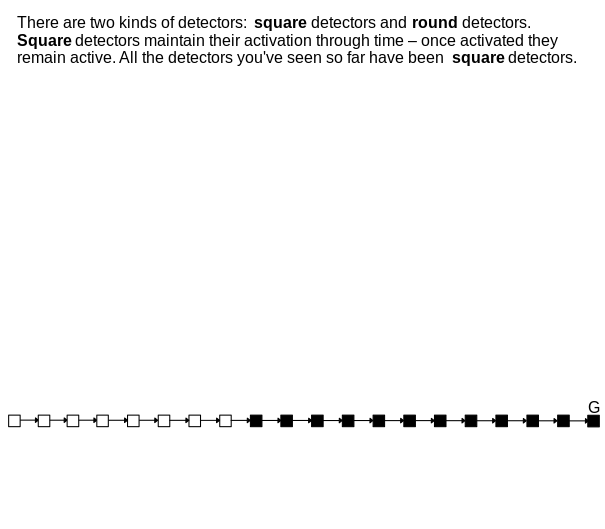 There are two kinds of detectors: square detectors and round detectors.
Square detectors maintain their activation through time – once activated they
remain active. All the detectors you've seen so far have been square detectors.
G